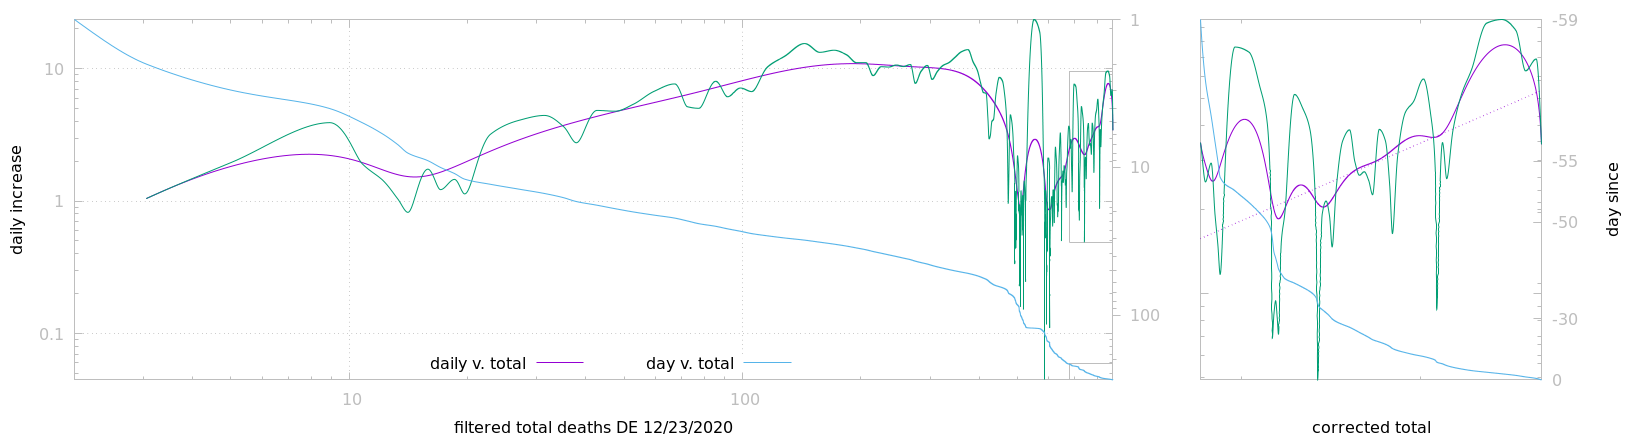 daily increase
10
1
0.1
10
100
1
10
100
daily v. total
day v. total
filtered total deaths DE 12/23/2020
-59
-55
-50
-30
0
day since
corrected total